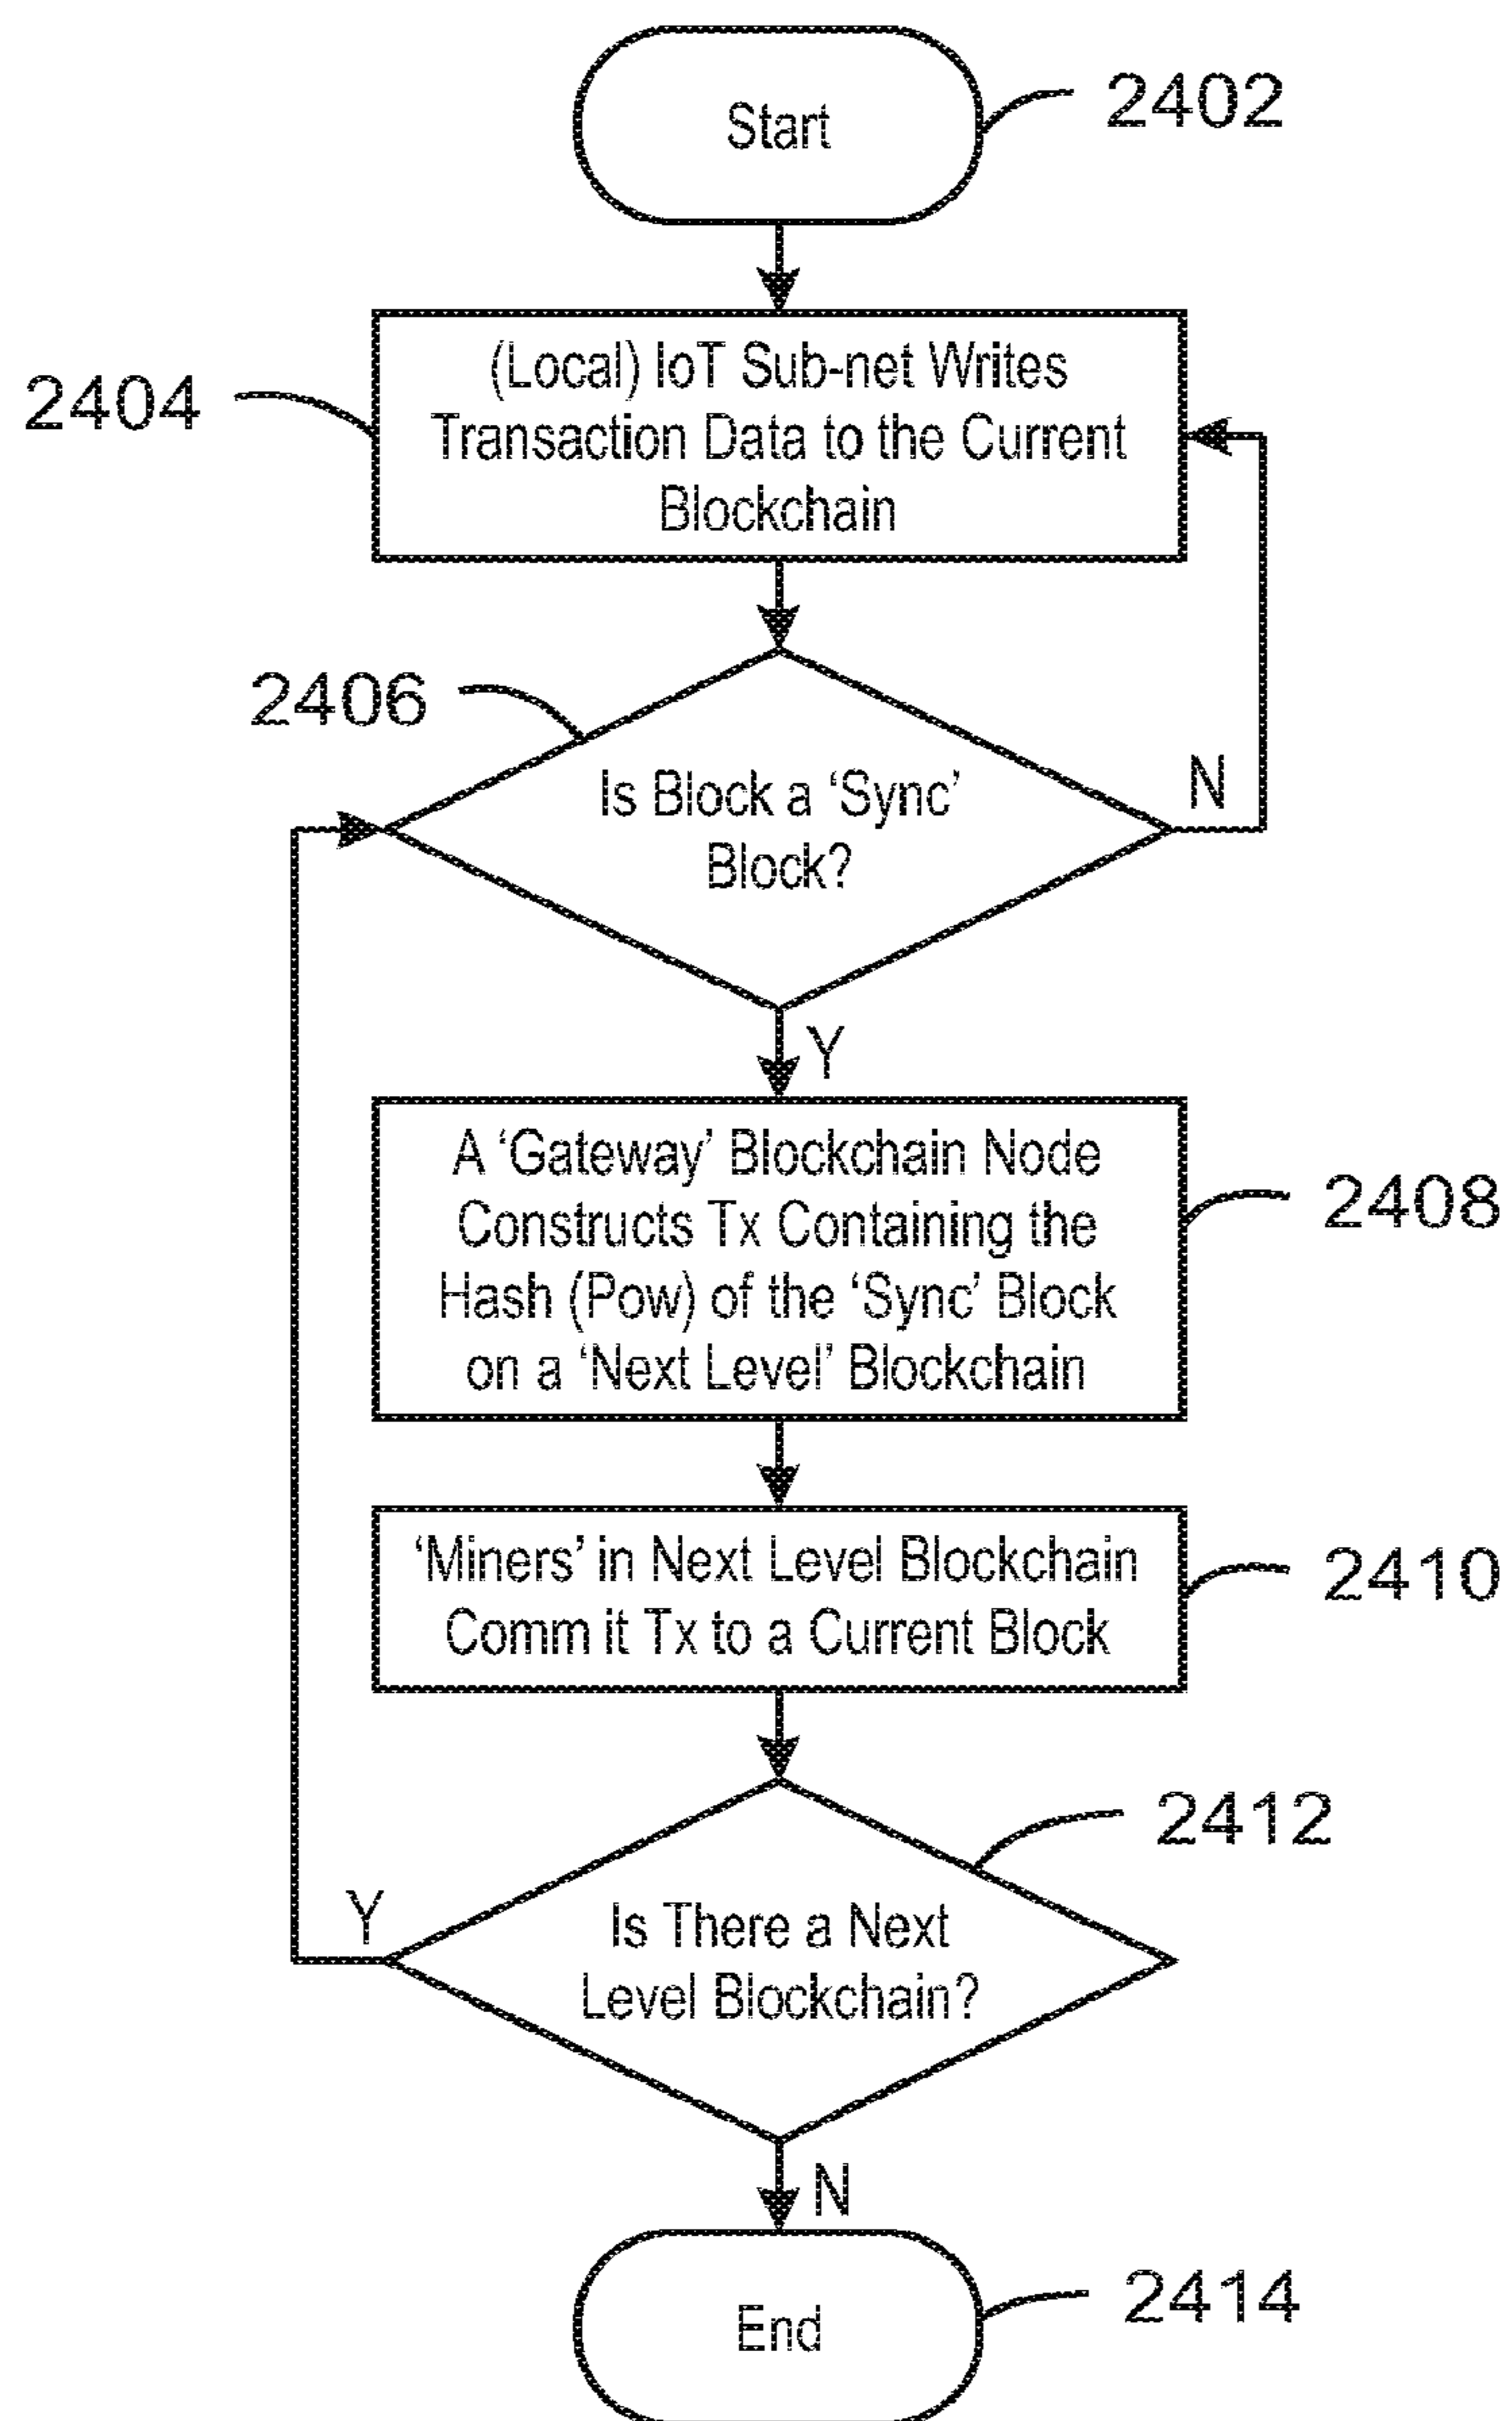 Start
2402
2404
(Local) IoT Sub-net Writes
Transaction Data to the Current
Blockchain
2406
Is Block a ‘Sync’
Block?
N
Y
A ‘Gateway’ Blockchain Node
Constructs Tx Containing the
Hash (Pow) of the ‘Sync’ Block
on a ‘Next Level’ Blockchain
2408
‘Miners’ in Next Level Blockchain
Comm it Tx to a Current Block
2410
2412
Y
Is There a Next
Level Blockchain?
N
End
2414